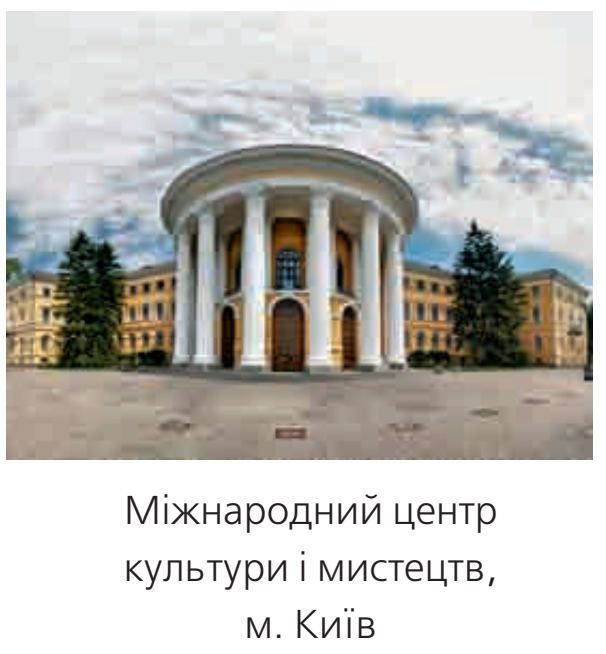 Міжнародний центр
культури і мистецтв,
м. Київ